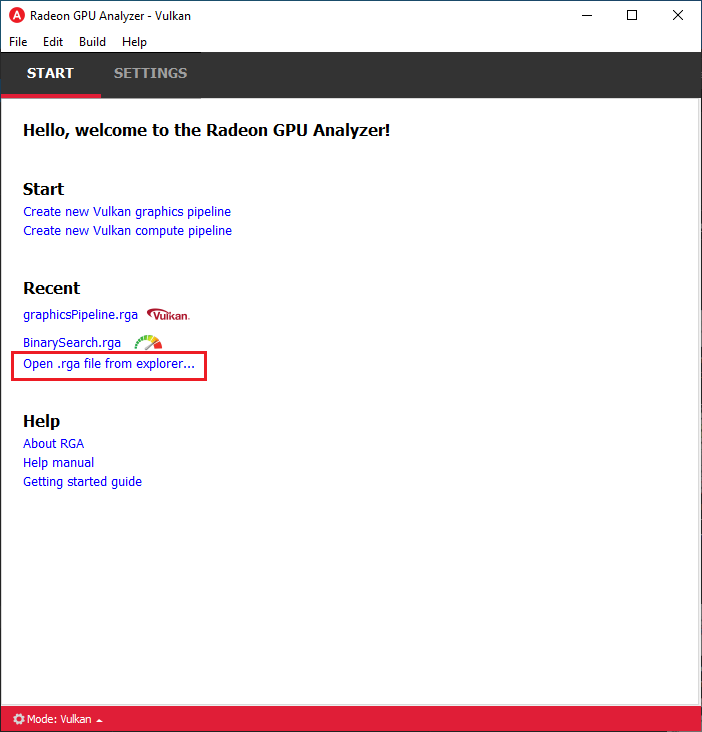 Radeon GPU Analyzer - Vulkan
File Edit Build Help
START SETTINGS
Hello, welcome to the Radeon GPU Analyzer!
Start
Create new Vulkan graphics pipeline
Create new Vulkan compute pipeline
Recent
graphicsPipeline.rga Vulkan.
BinarySearch.rga
Open .rga file from explorer...
Help
About RGA
Help manual
Getting started guide
Mode: Vulkan